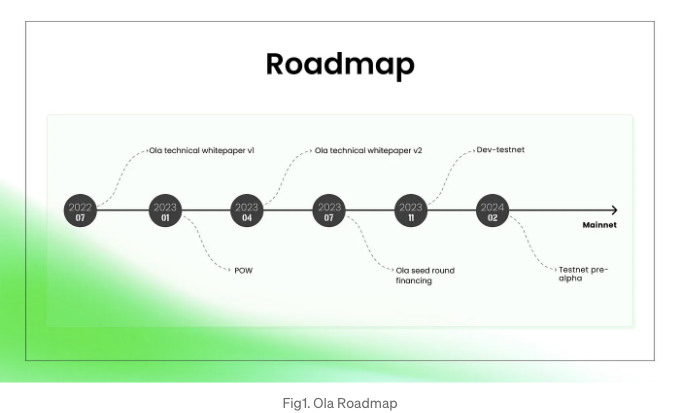 Roadmap
Ola technical whitepaper v1
Ola technical whitepaper v2
Dev-testnet
2022
07
2023
01
2023
04
2023
07
2023
11
2024
02
Mainnet
POW
Ola seed round
financing
Testnet pre-
alpha
Fig1. Ola Roadmap